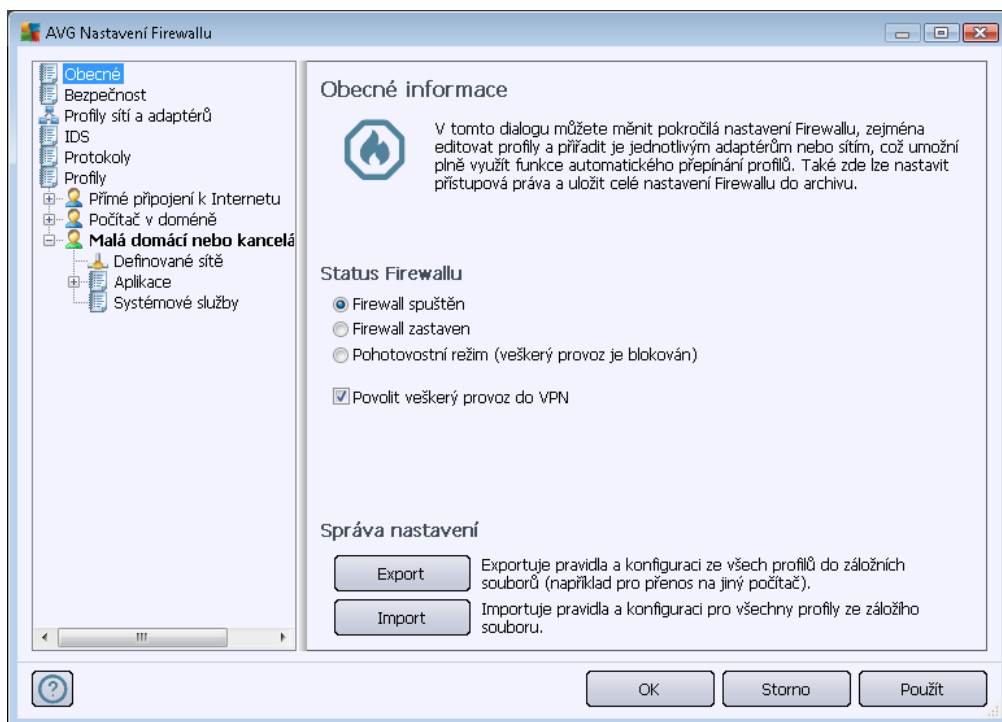 AVG Nastavení Firewallu
Obecné
Bezpečnost
Profily sítí a adaptérů
IDS
Protokoly
Profily
Přímé připojení k Internetu
Počítač v doméně
Malá domácí nebo kancelá
Definované sítě
Aplikace
Systémové služby
Obecné informace
V tomto dialogu můžete měnit pokročilá nastavení Firewallu, zejména
editovat profily a přiřadit je jednotlivým adaptérům nebo sítím, což umožní
plně využít funkce automatického přepínání profilů. Také zde lze nastavit
přístupová práva a uložit celé nastavení Firewallu do archivu.
Status Firewallu
Firewall spuštěn
Firewall zastaven
Pohotovostní režim (veškerý provoz je blokován)
Povolit veškerý provoz do VPN
Správa nastavení
Export
Exportuje pravidla a konfiguraci ze všech profilů do záložních
souborů (například pro přenos na jiný počítač).
Import
Importuje pravidla a konfiguraci pro všechny profily ze záložího
souboru.
OK
Storno
Použít